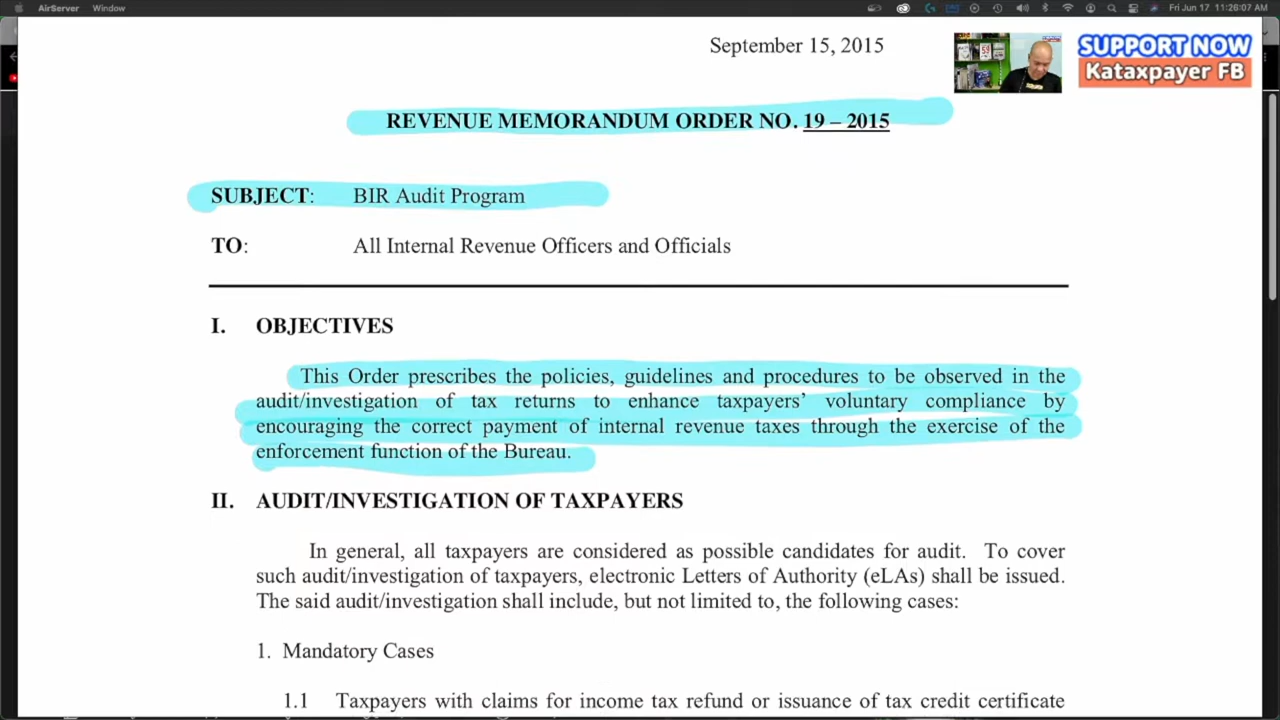 AirServer Window Fri Jun 17 11:26:07 AM
September 15, 2015
SUPPORT NOW
Kataxpayer FB
REVENUE MEMORANDUM ORDER NO. 19 – 2015
SUBJECT: BIR Audit Program
TO: All Internal Revenue Officers and Officials
I. OBJECTIVES
This Order prescribes the policies, guidelines and procedures to be observed in the
audit/investigation of tax returns to enhance taxpayers’ voluntary compliance by
encouraging the correct payment of internal revenue taxes through the exercise of the
enforcement function of the Bureau.
II. AUDIT/INVESTIGATION OF TAXPAYERS
In general, all taxpayers are considered as possible candidates for audit. To cover
such audit/investigation of taxpayers, electronic Letters of Authority (eLAs) shall be issued.
The said audit/investigation shall include, but not limited to, the following cases:
1. Mandatory Cases
1.1 Taxpayers with claims for income tax refund or issuance of tax credit certificate